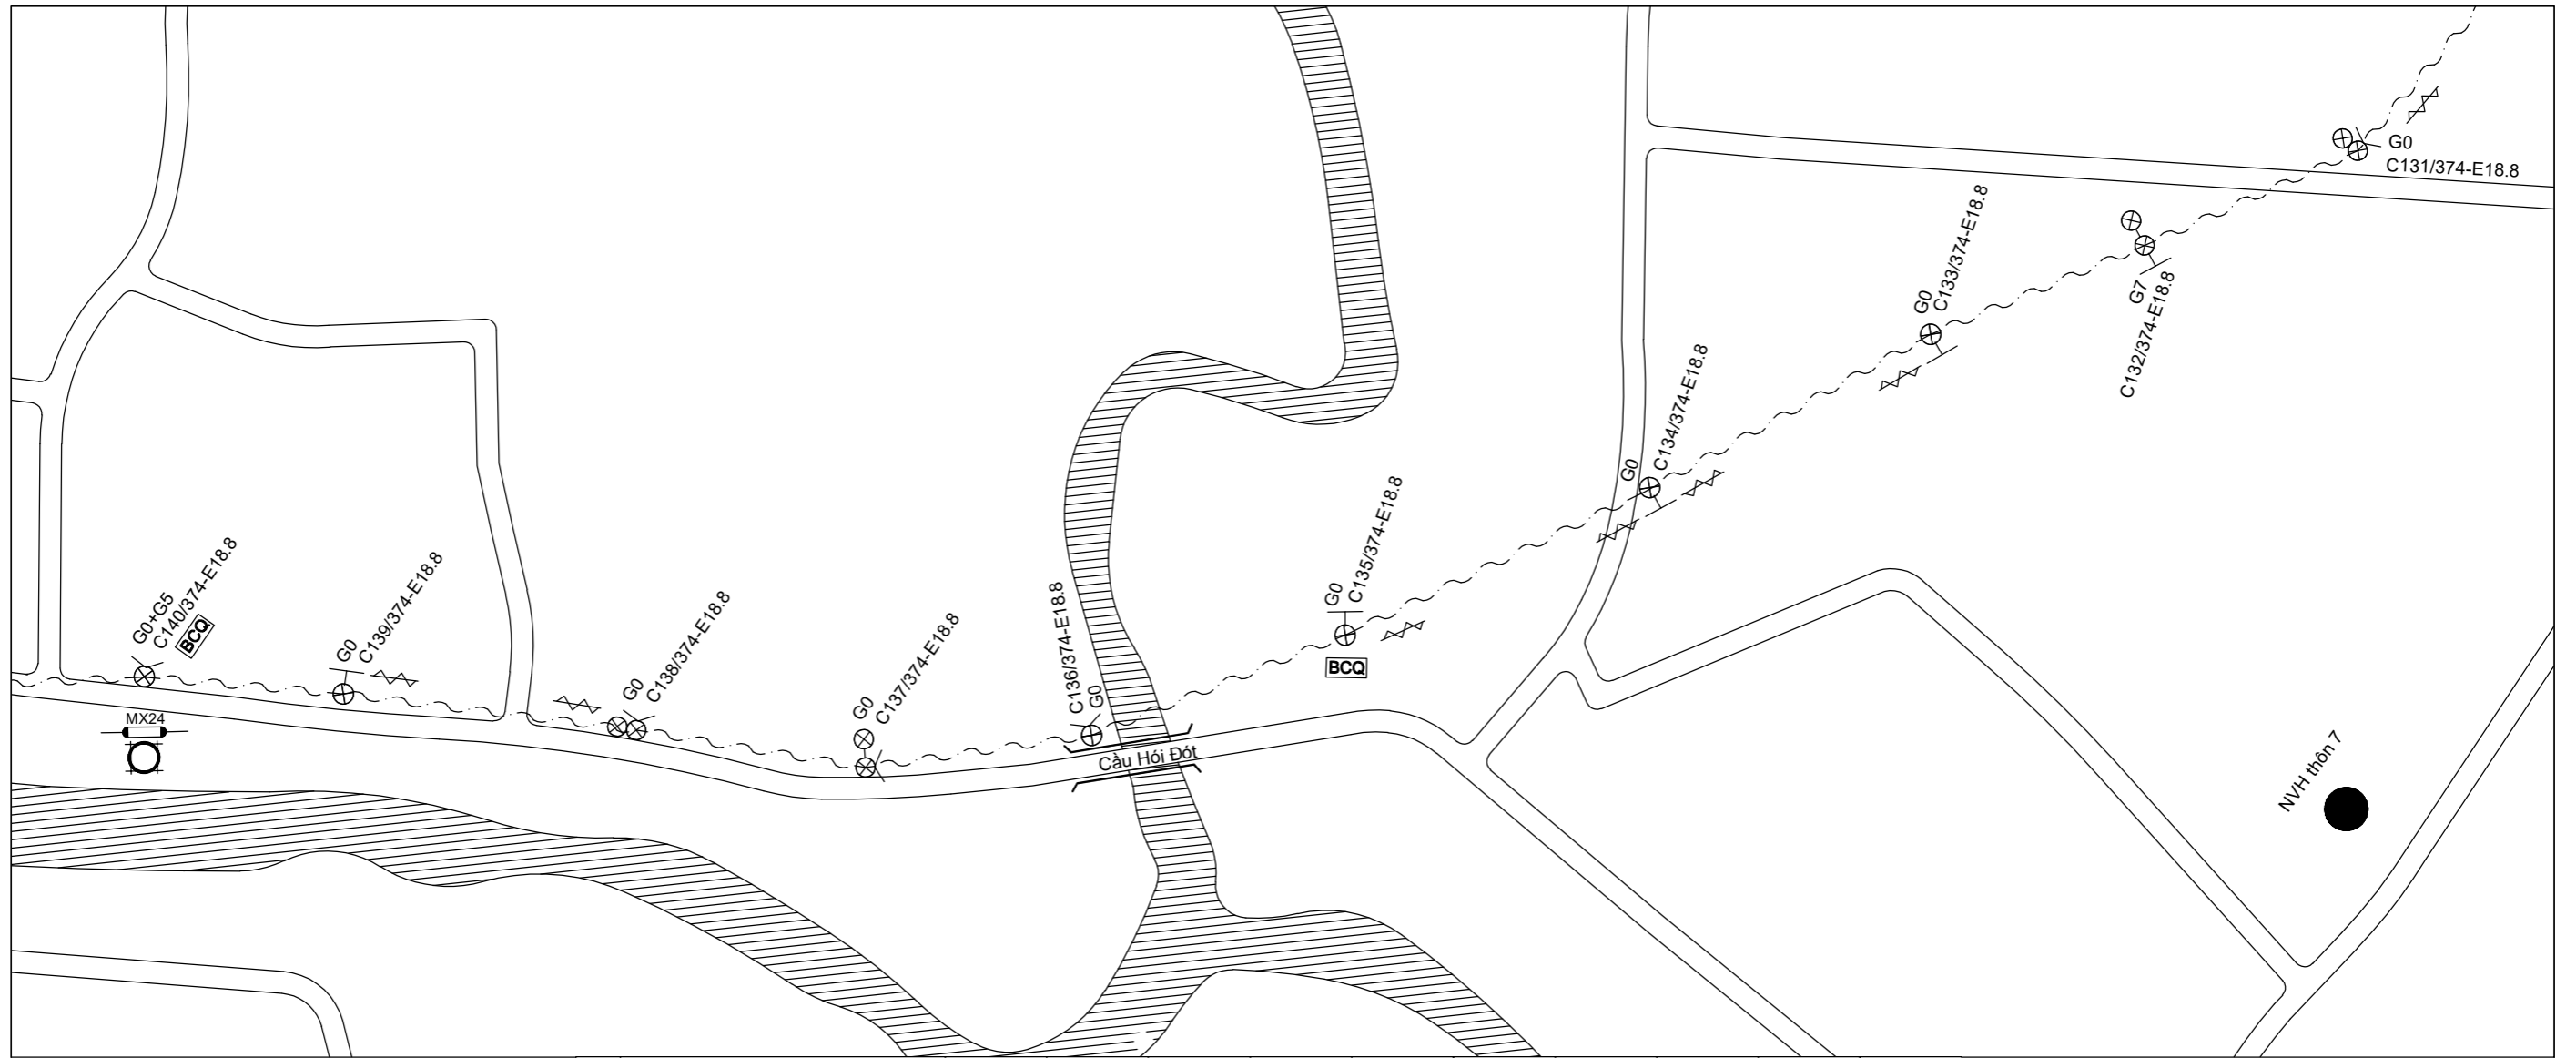 G0
C131/374-E18.8
G7
C132/374-E18.8
G0
C133/374-E18.8
G0
C134/374-E18.8
G0
C135/374-E18.8
BCQ
C136/374-E18.8
G0
Cầu Hói Đót
G0
C137/374-E18.8
G0
C138/374-E18.8
G0
C139/374-E18.8
G0+G5
C140/374-E18.8
BCQ
MX24
NVH thôn 7